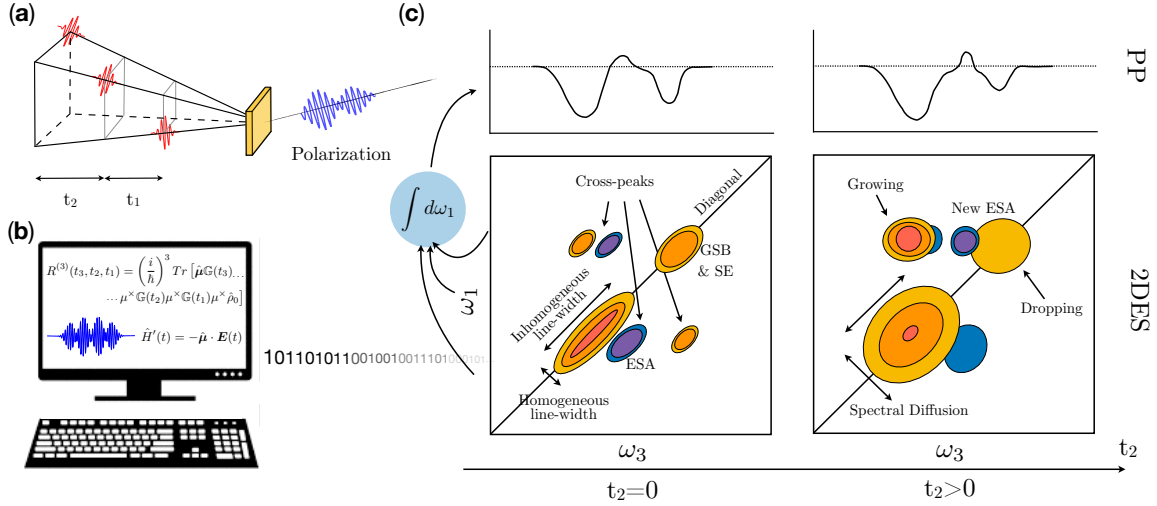 (a)
t₂
t₁
Polarization
(b)
R⁽³⁾(t₃, t₂, t₁) = (i/ħ)³ Tr [μ̂𝔾(t₃)...
... μ×𝔾(t₂)μ×𝔾(t₁)μ×ρ̂₀]
Ĥ′(t) = −μ̂ · E(t)
1011010110010010011101000101...
(c)
∫ dω₁
ω₁
PP
Cross-peaks
Diagonal
GSB
& SE
Inhomogeneous
line-width
ESA
Homogeneous
line-width
Growing
New ESA
Dropping
Spectral Diffusion
2DES
ω₃
ω₃
t₂
t₂=0
t₂>0